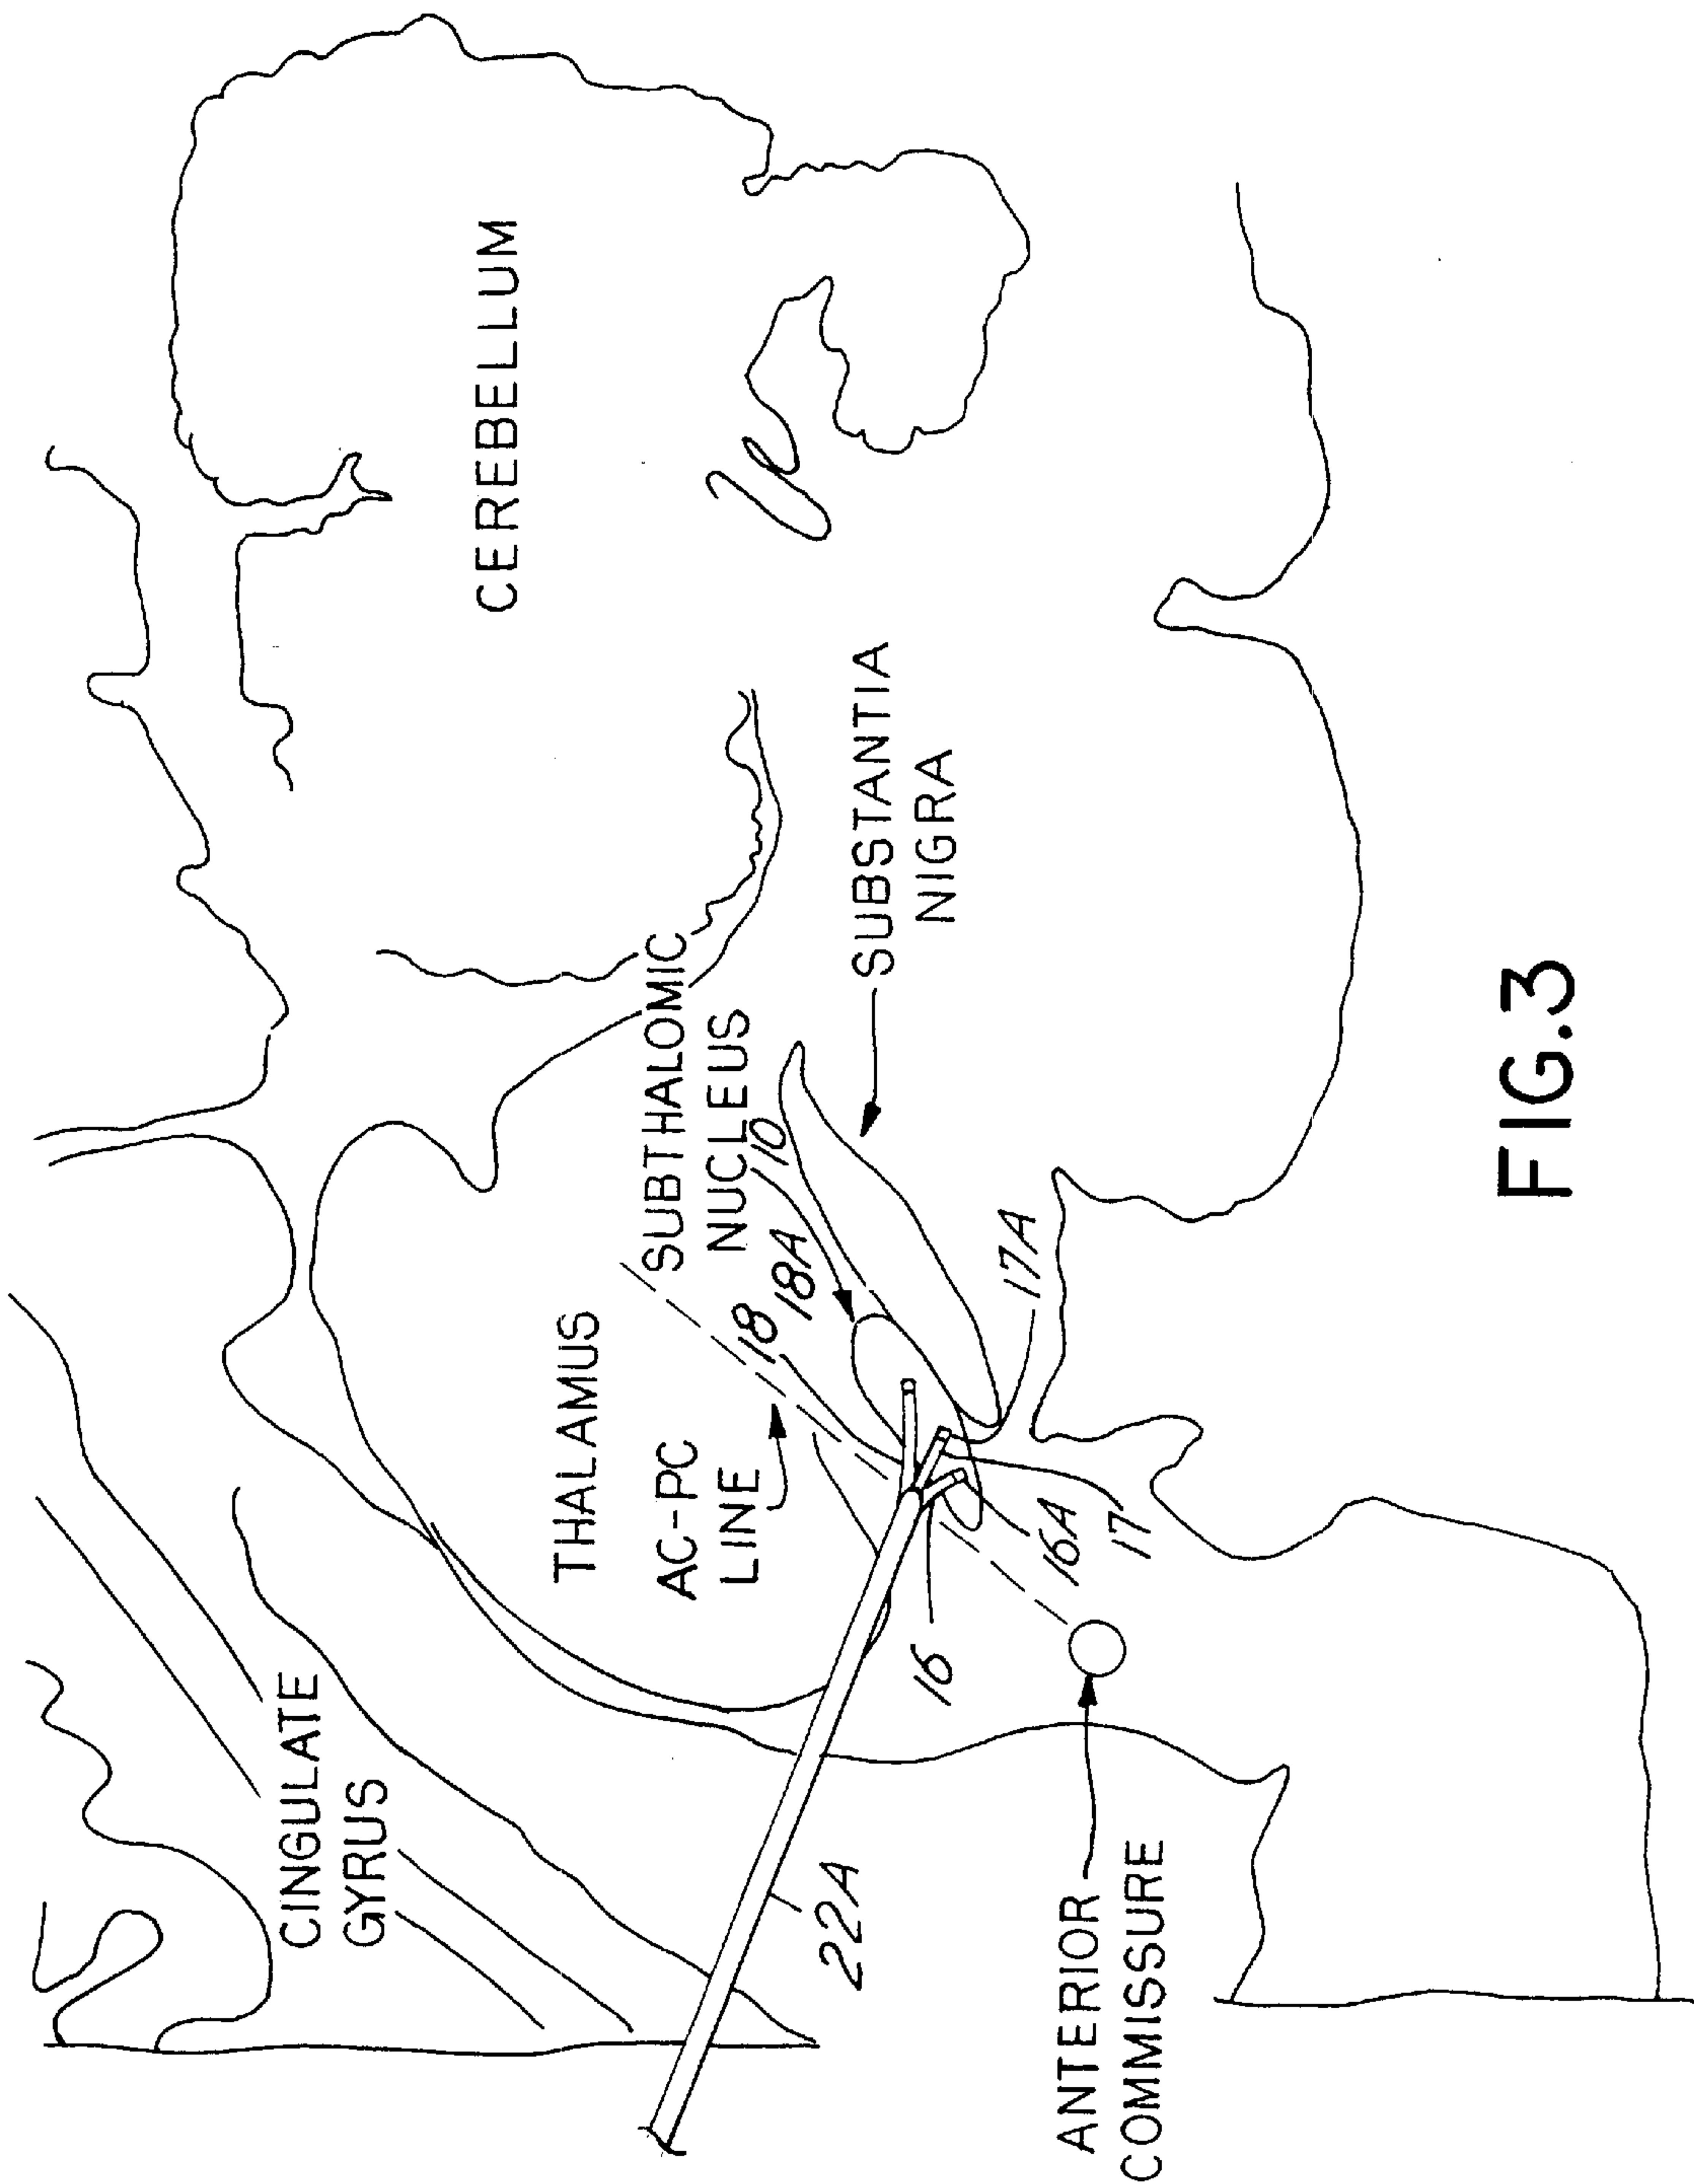 CINGULATE
GYRUS
THALAMUS
CEREBELLUM
AC-PC
LINE
SUBTHALOMIC
NUCLEUS
18
18A
10
SUBSTANTIA
NIGRA
22A
16
16A
17
17A
ANTERIOR
COMMISSURE
FIG.3